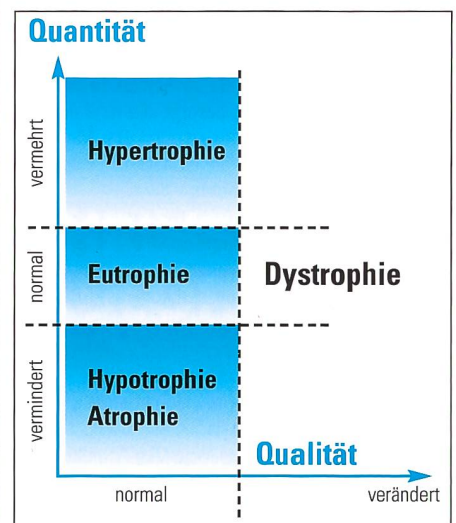 Quantität
vermehrt
Hypertrophie
normal
Eutrophie
Dystrophie
vermindert
Hypotrophie
Atrophie
Qualität
normal
verändert